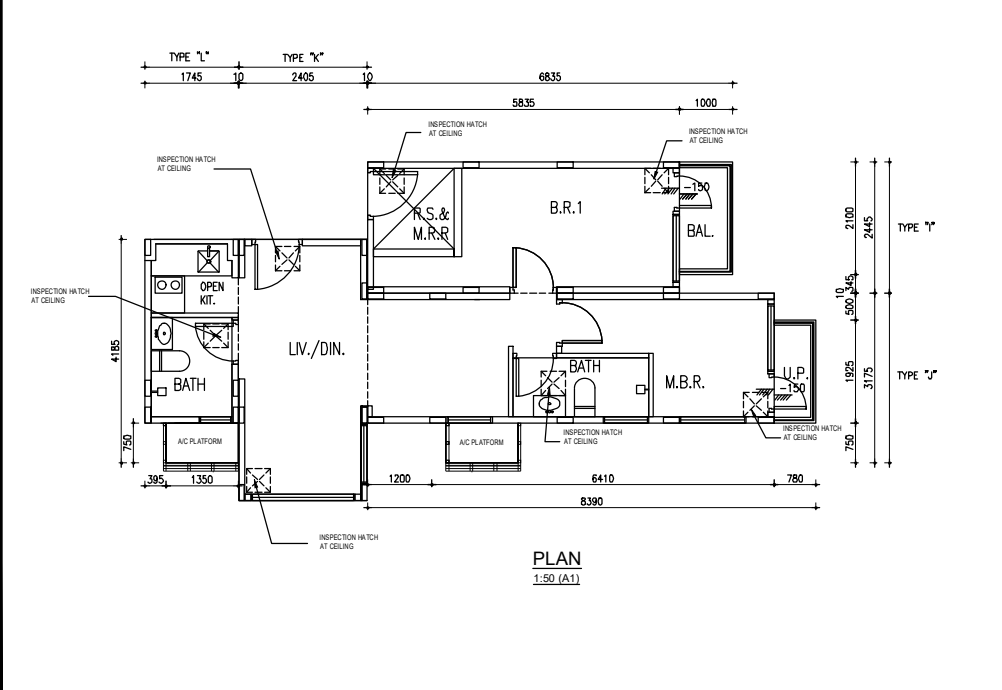 TYPE "L"
TYPE "K"
1745
10
2405
10
6835
5835
1000
INSPECTION HATCH
AT CEILING
INSPECTION HATCH
AT CEILING
INSPECTION HATCH
AT CEILING
-150
R.S.&
M.R.R
B.R.1
BAL.
2100
2445
TYPE "I"
OPEN
KIT.
INSPECTION HATCH
AT CEILING
345
10
500
4185
LIV./DIN.
BATH
BATH
M.B.R.
U.P.
-150
1925
3175
TYPE "J"
INSPECTION HATCH
AT CEILING
INSPECTION HATCH
AT CEILING
750
A/C PLATFORM
A/C PLATFORM
750
395
1350
1200
6410
780
8390
INSPECTION HATCH
AT CEILING
PLAN
1:50 (A1)